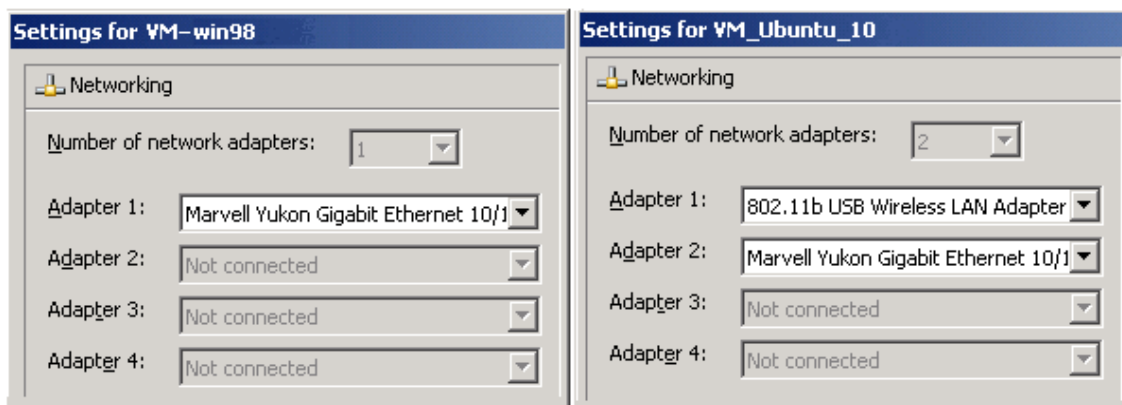 Settings for VM-win98
Networking
Number of network adapters: 1
Adapter 1: Marvell Yukon Gigabit Ethernet 10/1
Adapter 2: Not connected
Adapter 3: Not connected
Adapter 4: Not connected
Settings for VM_Ubuntu_10
Networking
Number of network adapters: 2
Adapter 1: 802.11b USB Wireless LAN Adapter
Adapter 2: Marvell Yukon Gigabit Ethernet 10/1
Adapter 3: Not connected
Adapter 4: Not connected